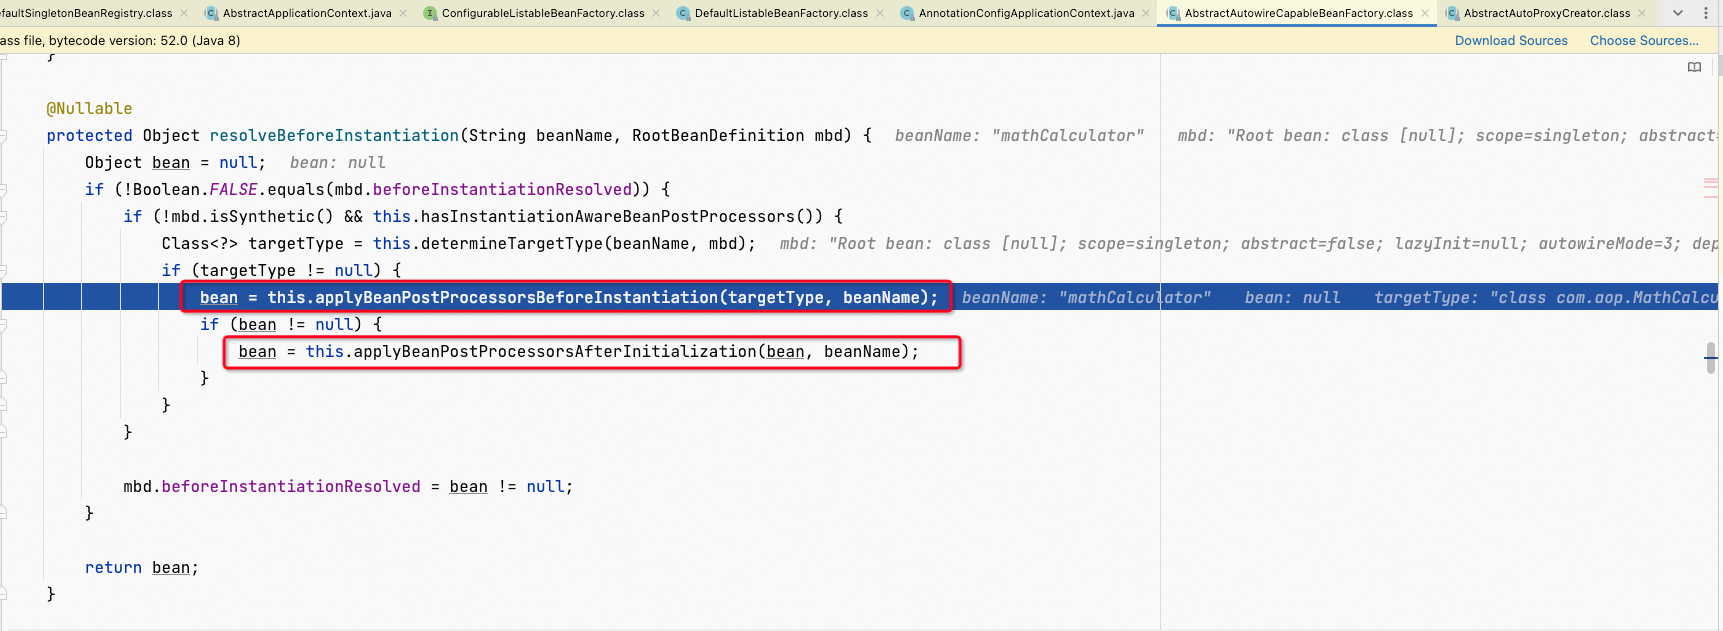 efaultSingletonBeanRegistry.class AbstractApplicationContext.java ConfigurableListableBeanFactory.class DefaultListableBeanFactory.class AnnotationConfigApplicationContext.java AbstractAutowireCapableBeanFactory.class AbstractAutoProxyCreator.class
ass file, bytecode version: 52.0 (Java 8) Download Sources Choose Sources...
}
@Nullable
protected Object resolveBeforeInstantiation(String beanName, RootBeanDefinition mbd) { beanName: "mathCalculator" mbd: "Root bean: class [null]; scope=singleton; abstract=
Object bean = null; bean: null
if (!Boolean.FALSE.equals(mbd.beforeInstantiationResolved)) {
if (!mbd.isSynthetic() && this.hasInstantiationAwareBeanPostProcessors()) {
Class<?> targetType = this.determineTargetType(beanName, mbd); mbd: "Root bean: class [null]; scope=singleton; abstract=false; lazyInit=null; autowireMode=3; dep
if (targetType != null) {
bean = this.applyBeanPostProcessorsBeforeInstantiation(targetType, beanName); beanName: "mathCalculator" bean: null targetType: "class com.aop.MathCalcu
if (bean != null) {
bean = this.applyBeanPostProcessorsAfterInitialization(bean, beanName);
}
}
}
mbd.beforeInstantiationResolved = bean != null;
}
return bean;
}